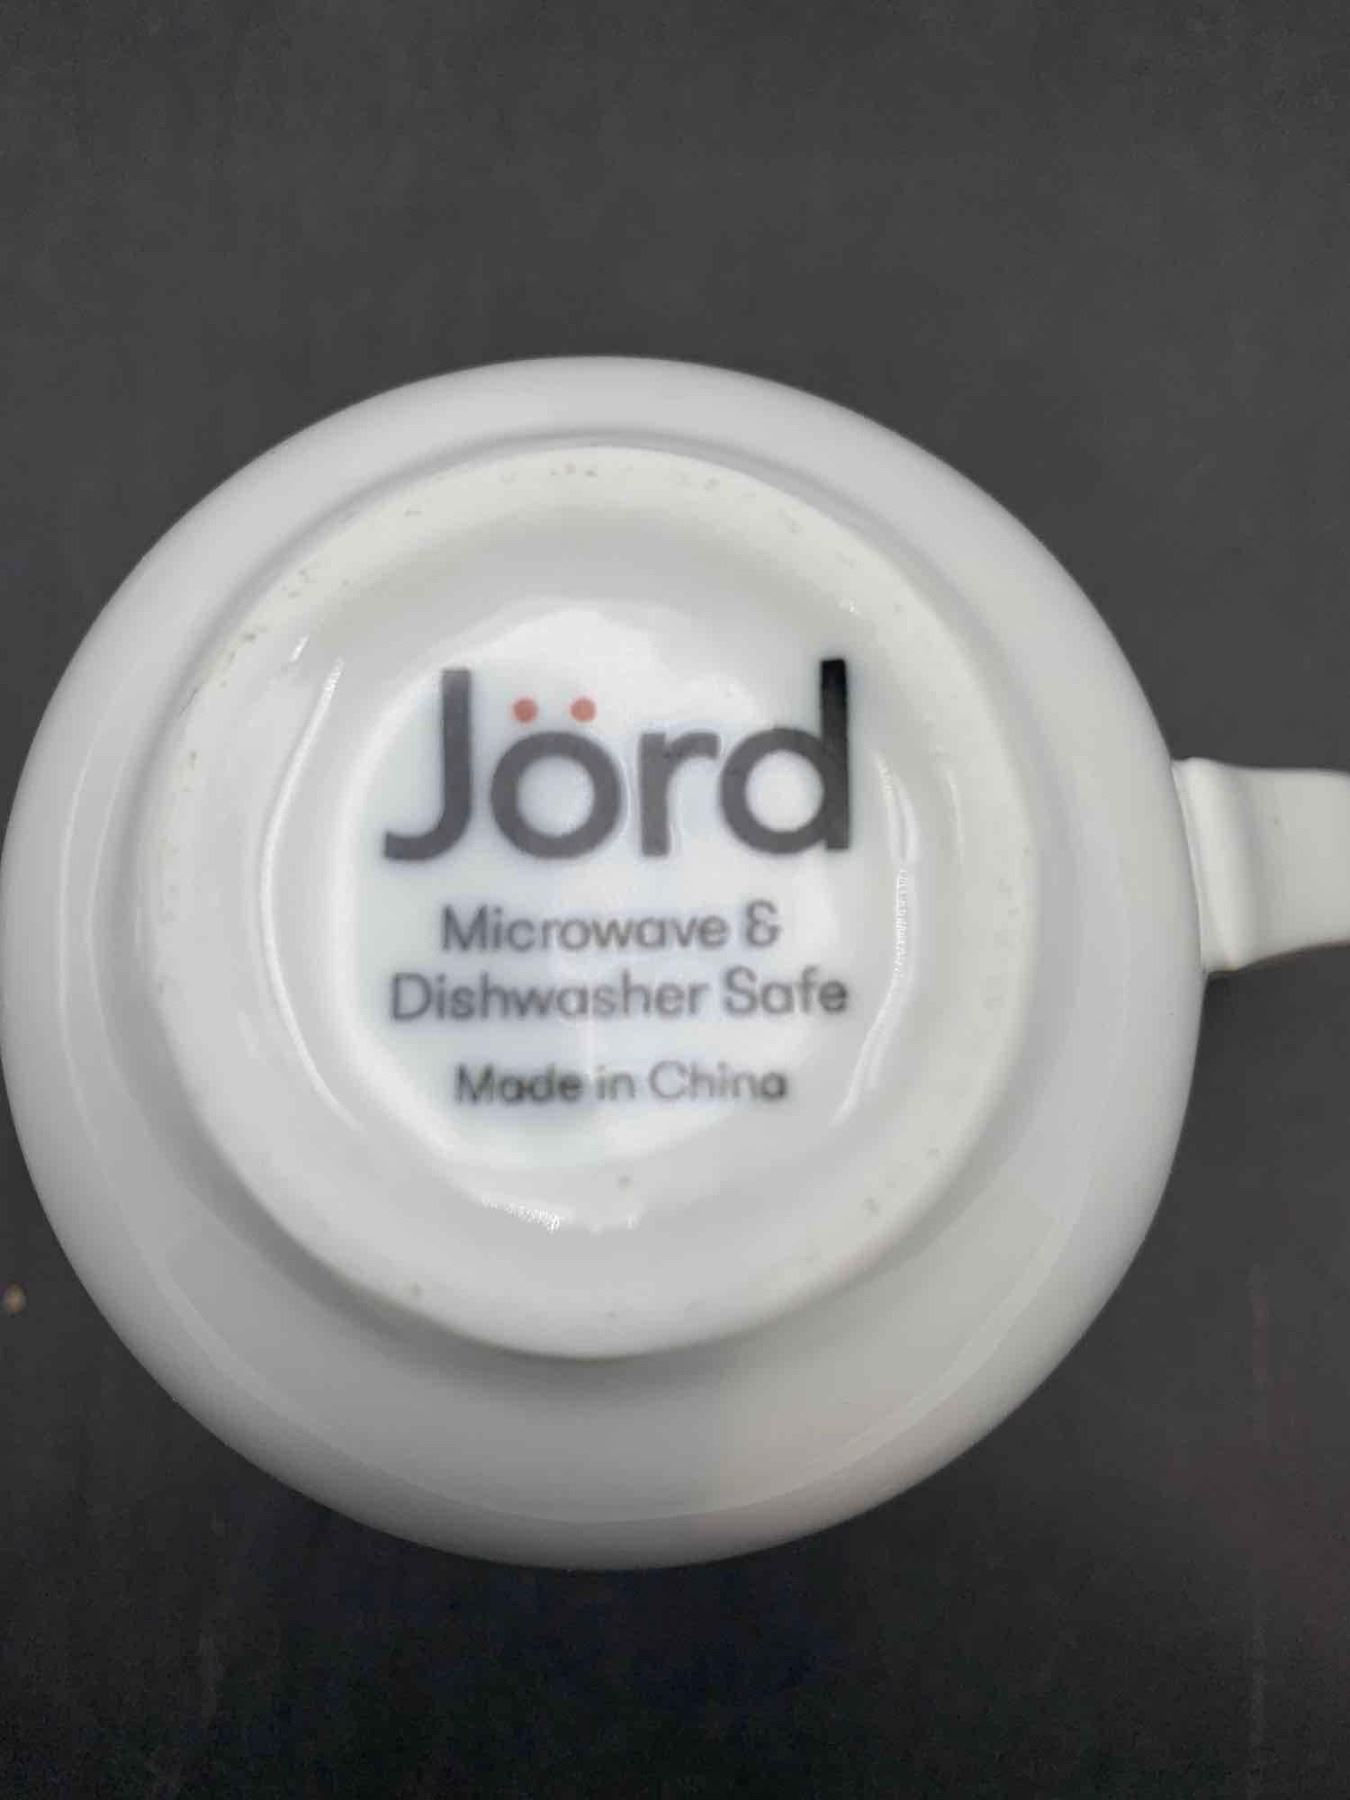 Jörd
Microwave &
Dishwasher Safe
Made in China